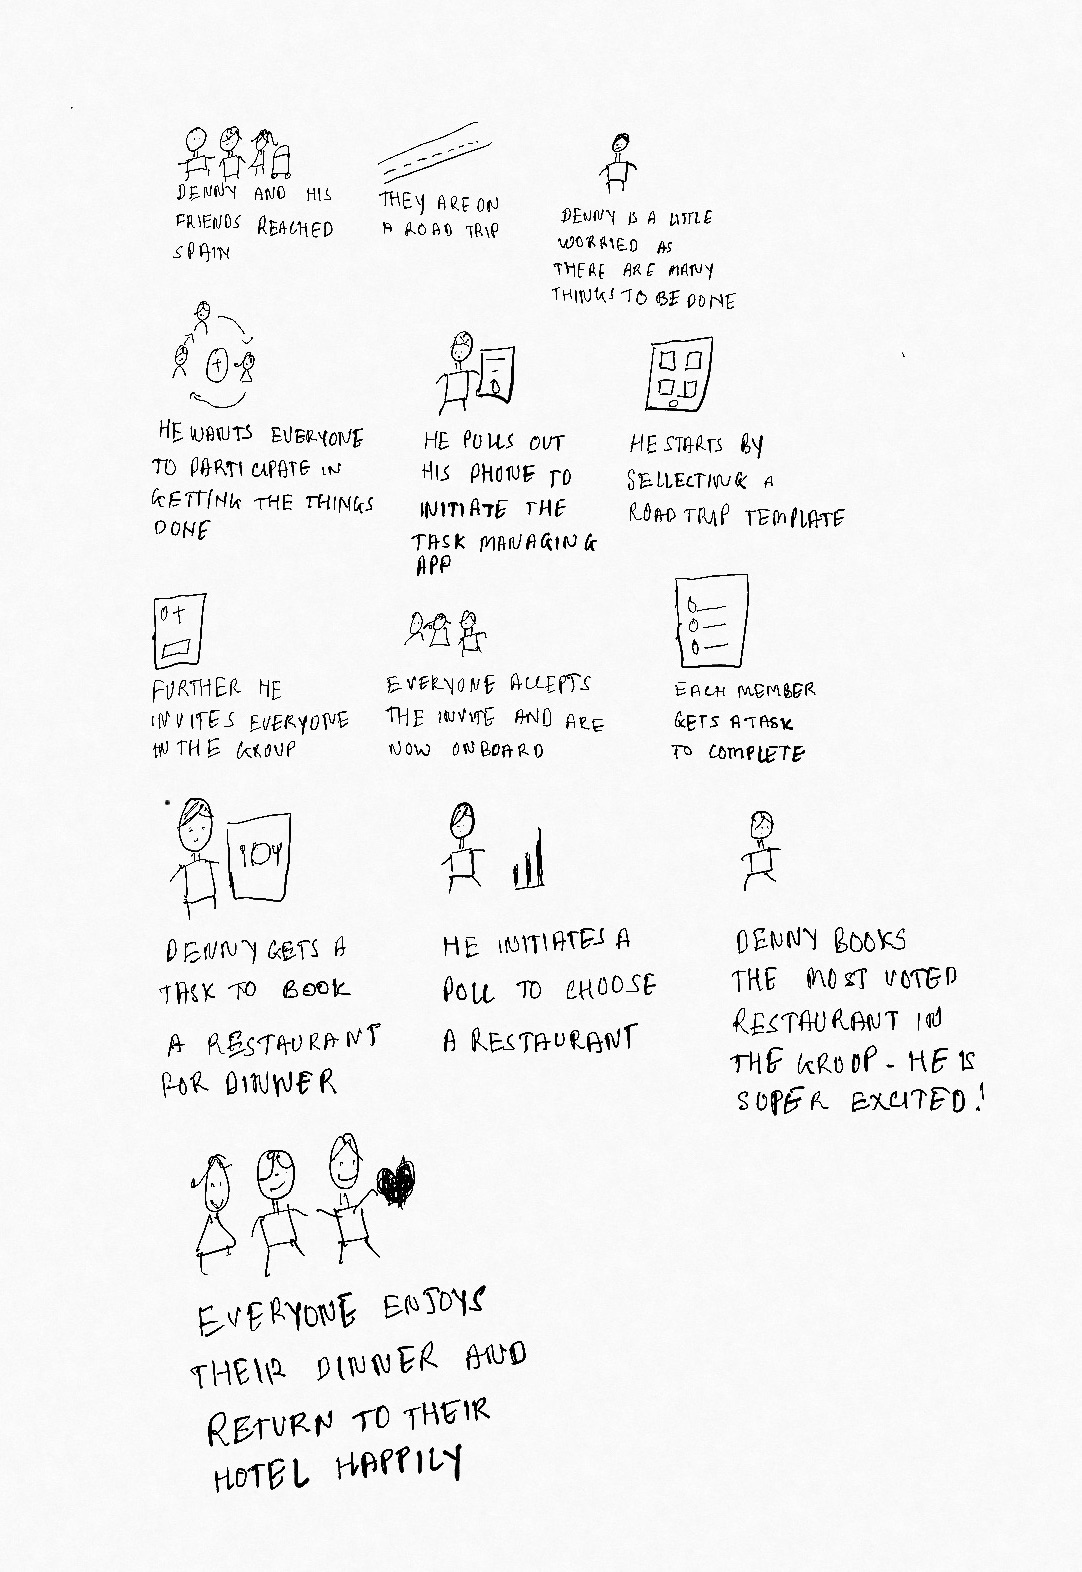 DENNY AND HIS
FRIENDS REACHED
SPAIN
THEY ARE ON
A ROAD TRIP
DENNY IS A LITTLE
WORRIED AS
THERE ARE MANY
THINGS TO BE DONE
HE WANTS EVERYONE
TO PARTICIPATE IN
GETTING THE THINGS
DONE
HE PULLS OUT
HIS PHONE TO
INITIATE THE
TASK MANAGING
APP
HE STARTS BY
SELLECTING A
ROAD TRIP TEMPLATE
FURTHER HE
INVITES EVERYONE
IN THE GROUP
EVERYONE ACCEPTS
THE INVITE AND ARE
NOW ONBOARD
EACH MEMBER
GETS A TASK
TO COMPLETE
DENNY GETS A
TASK TO BOOK
A RESTAURANT
FOR DINNER
HE INITIATES A
POLL TO CHOOSE
A RESTAURANT
DENNY BOOKS
THE MOST VOTED
RESTAURANT IN
THE GROUP - HE IS
SUPER EXCITED!
EVERYONE ENJOYS
THEIR DINNER AND
RETURN TO THEIR
HOTEL HAPPILY